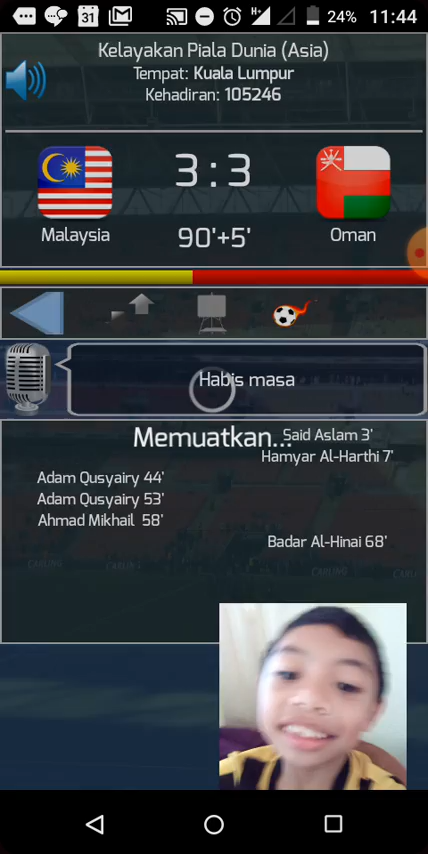 31
H+
24%
11:44
Kelayakan Piala Dunia (Asia)
Tempat: Kuala Lumpur
Kehadiran: 105246
3:3
Malaysia
90'+5'
Oman
Habis masa
Memuatkan...
Said Aslam 3'
Hamyar Al-Harthi 7'
Adam Qusyairy 44'
Adam Qusyairy 53'
Ahmad Mikhail 58'
Badar Al-Hinai 68'